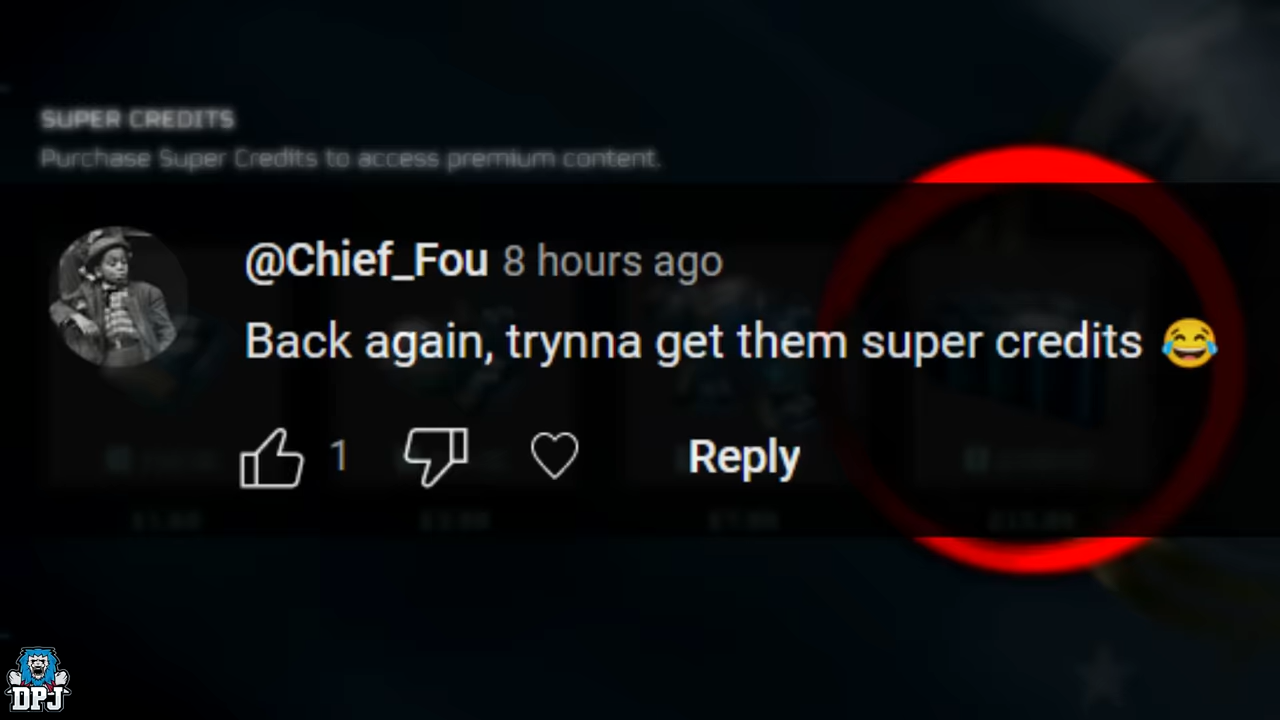 SUPER CREDITS
Purchase Super Credits to access premium content.
@Chief_Fou 8 hours ago
Back again, trynna get them super credits 😂
1
Reply
DPJ